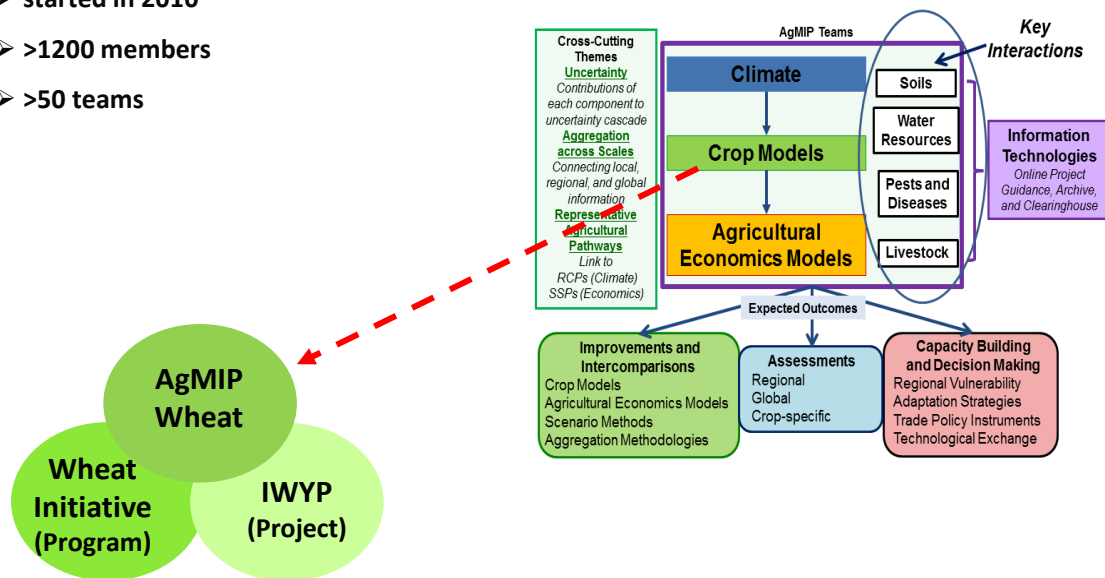 started in 2010
>1200 members
>50 teams
Cross-Cutting
Themes
Uncertainty
Contributions of
each component to
uncertainty cascade
Aggregation
across Scales
Connecting local,
regional, and global
information
Representative
Agricultural
Pathways
Link to
RCPs (Climate)
SSPs (Economics)
AgMIP Teams
Climate
Crop Models
Agricultural
Economics Models
Key
Interactions
Soils
Water
Resources
Pests and
Diseases
Livestock
Information
Technologies
Online Project
Guidance, Archive,
and Clearinghouse
Expected Outcomes
Improvements and
Intercomparisons
Crop Models
Agricultural Economics Models
Scenario Methods
Aggregation Methodologies
Assessments
Regional
Global
Crop-specific
Capacity Building
and Decision Making
Regional Vulnerability
Adaptation Strategies
Trade Policy Instruments
Technological Exchange
AgMIP
Wheat
Wheat
Initiative
(Program)
IWYP
(Project)